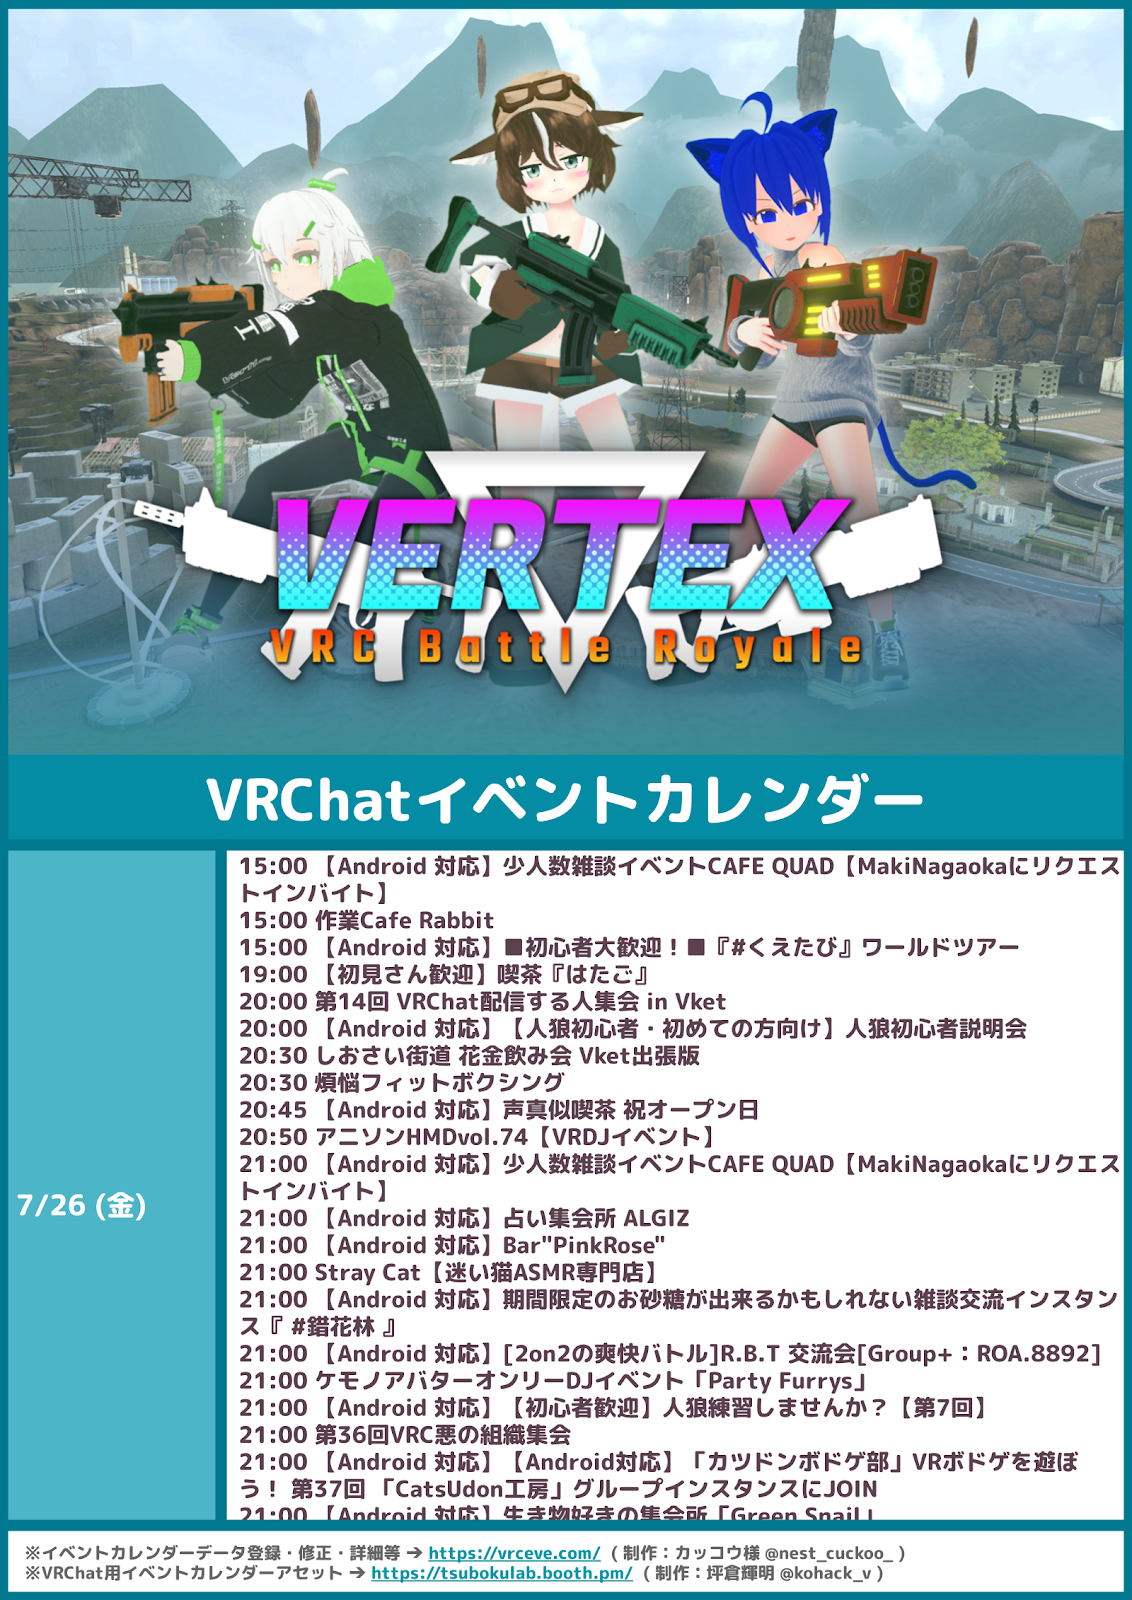 VERTEX
VRC Battle Royale
VRChatイベントカレンダー
7/26 (金)
15:00 【Android 対応】少人数雑談イベントCAFE QUAD【MakiNagaokaにリクエス
トインバイト】
15:00 作業Cafe Rabbit
15:00 【Android 対応】■初心者大歓迎！■『#くえたび』ワールドツアー
19:00 【初見さん歓迎】喫茶『はたご』
20:00 第14回 VRChat配信する人集会 in Vket
20:00 【Android 対応】【人狼初心者・初めての方向け】人狼初心者説明会
20:30 しおさい街道 花金飲み会 Vket出張版
20:30 煩悩フィットボクシング
20:45 【Android 対応】声真似喫茶 祝オープン日
20:50 アニソンHMDvol.74【VRDJイベント】
21:00 【Android 対応】少人数雑談イベントCAFE QUAD【MakiNagaokaにリクエス
トインバイト】
21:00 【Android 対応】占い集会所 ALGIZ
21:00 【Android 対応】Bar"PinkRose"
21:00 Stray Cat【迷い猫ASMR専門店】
21:00 【Android 対応】期間限定のお砂糖が出来るかもしれない雑談交流インスタン
ス『 #錯花林 』
21:00 【Android 対応】[2on2の爽快バトル]R.B.T 交流会[Group+：ROA.8892]
21:00 ケモノアバターオンリーDJイベント「Party Furrys」
21:00 【Android 対応】【初心者歓迎】人狼練習しませんか？【第7回】
21:00 第36回VRC悪の組織集会
21:00 【Android 対応】【Android対応】「カツドンボドゲ部」VRボドゲを遊ぼ
う！ 第37回 「CatsUdon工房」グループインスタンスにJOIN
21:00 【Android 対応】生き物好きの集会所「Green Snail」
※イベントカレンダーデータ登録・修正・詳細等 ➔ https://vrceve.com/ ( 制作：カッコウ様 @nest_cuckoo_ )
※VRChat用イベントカレンダーアセット ➔ https://tsubokulab.booth.pm/ ( 制作：坪倉輝明 @kohack_v )